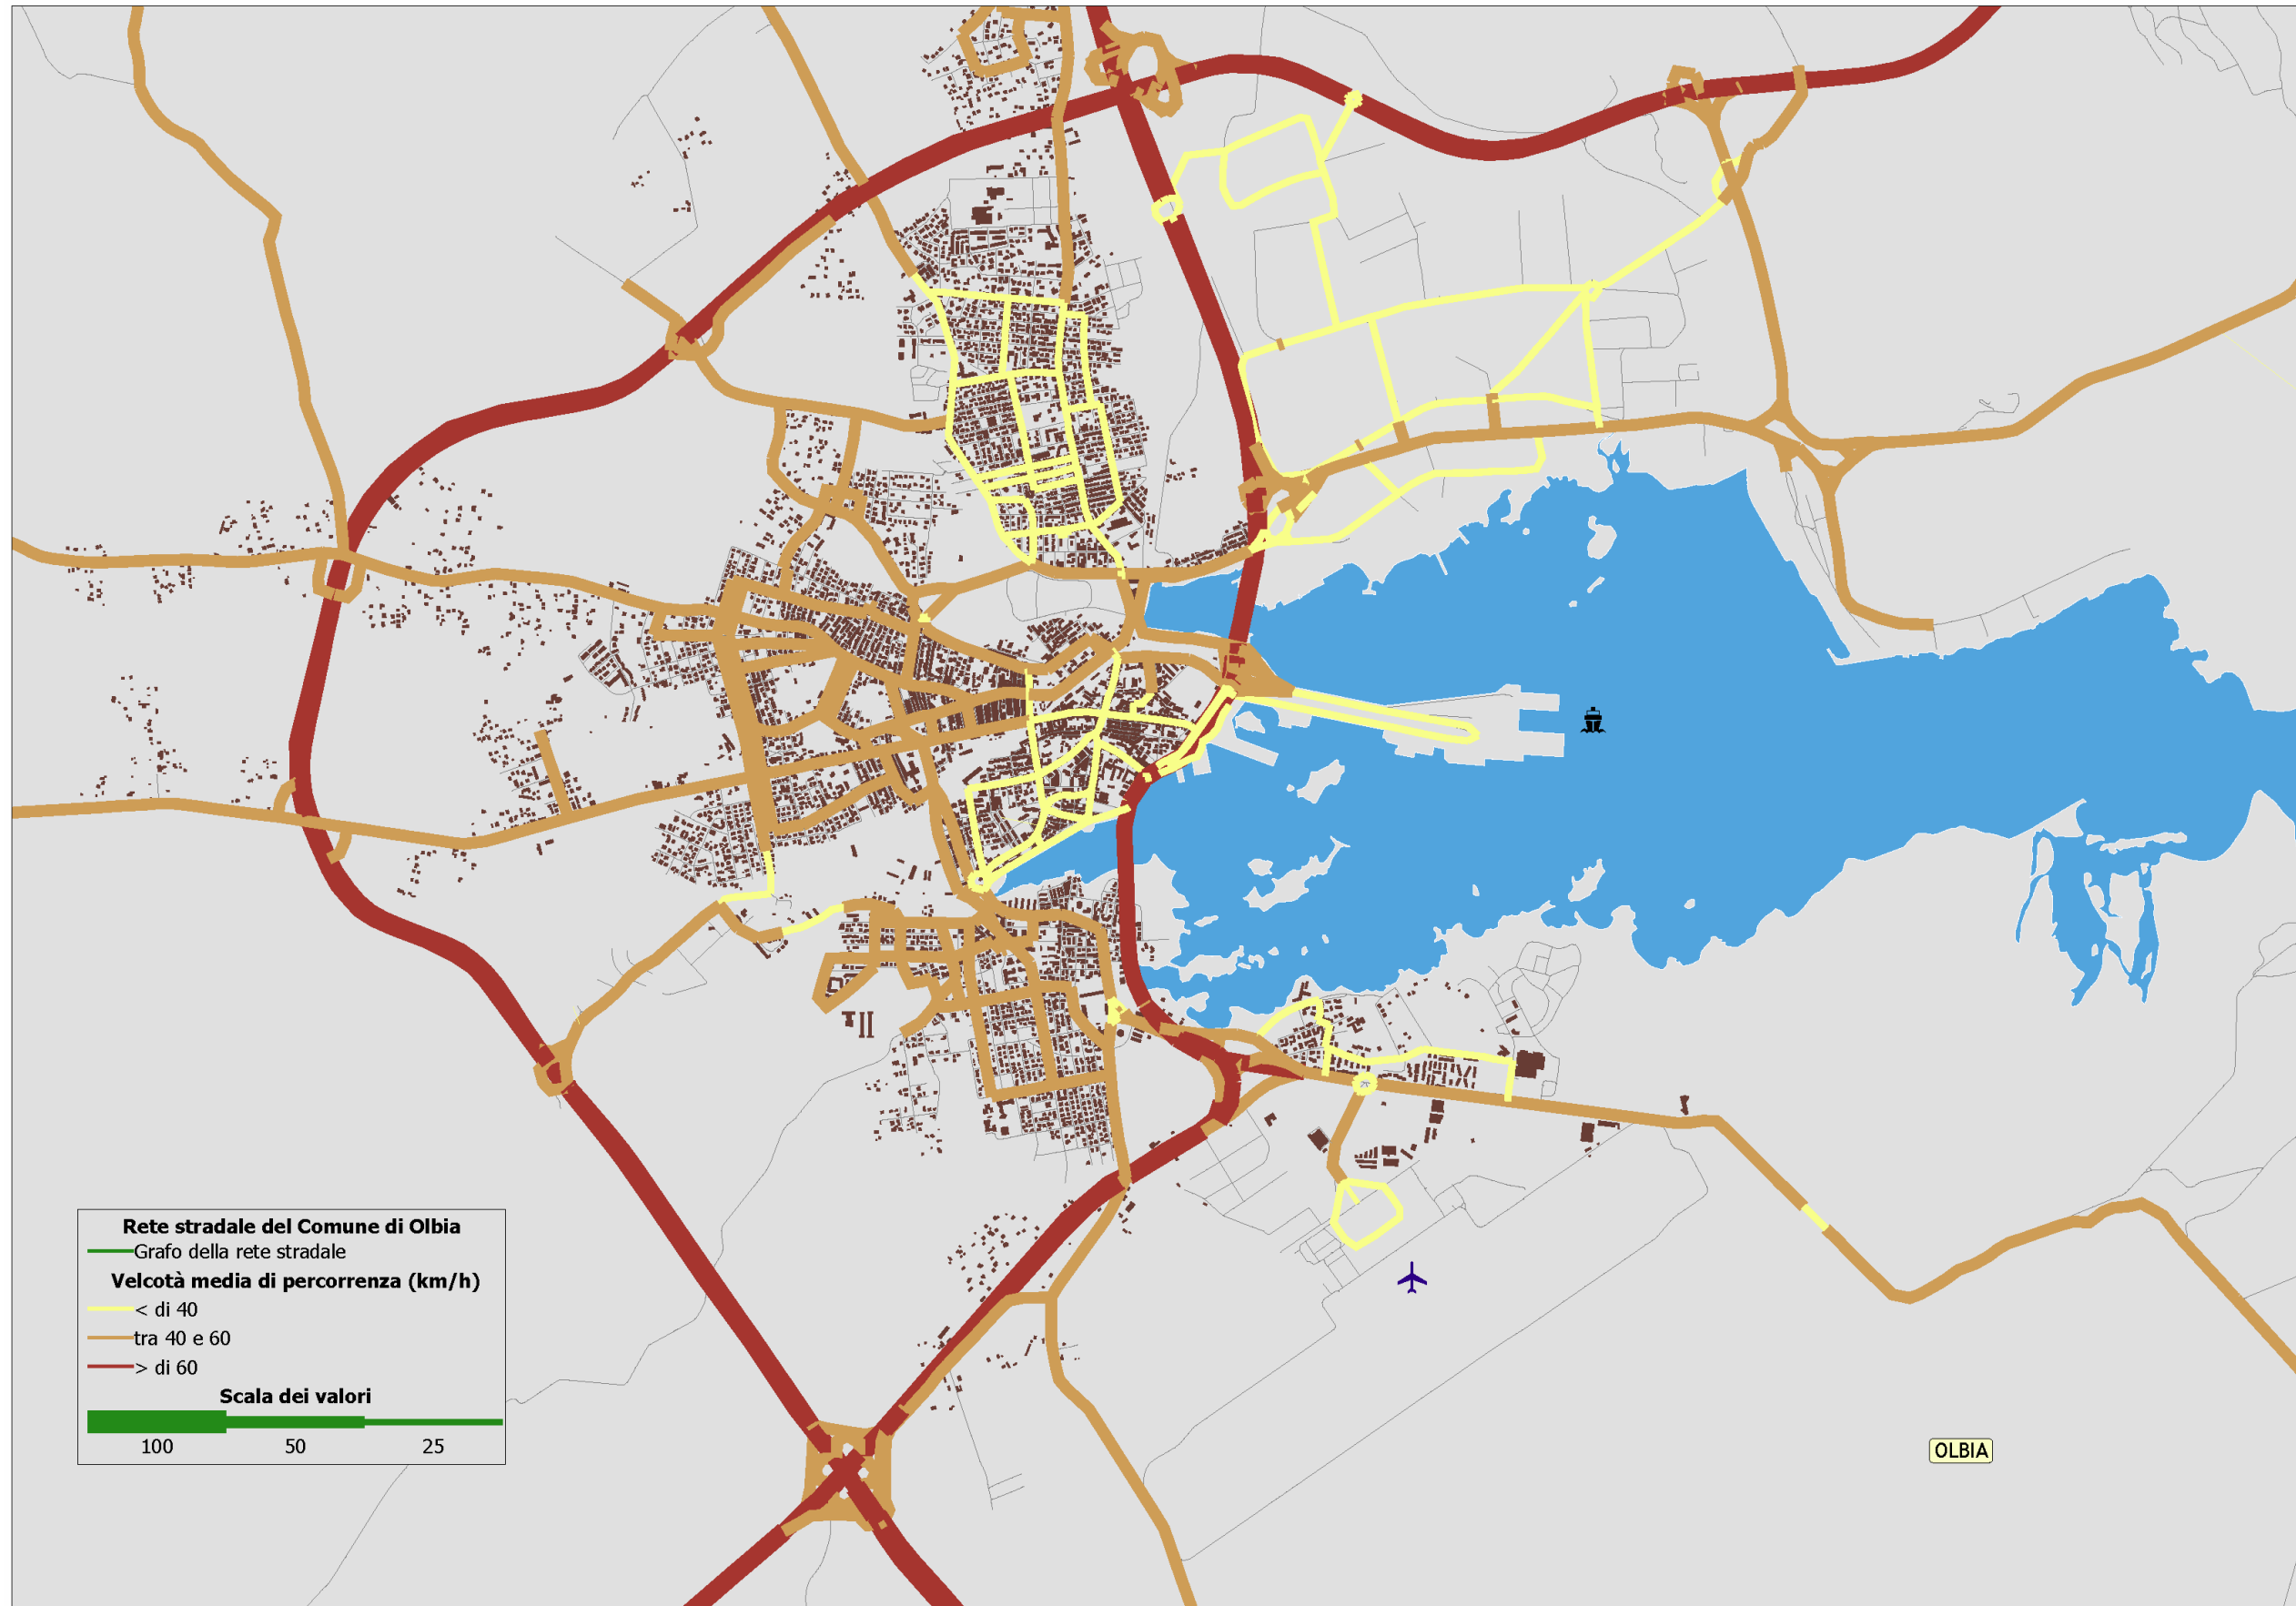 Rete stradale del Comune di Olbia
Grafo della rete stradale
Velcotà media di percorrenza (km/h)
< di 40
tra 40 e 60
> di 60
Scala dei valori
100 50 25
OLBIA